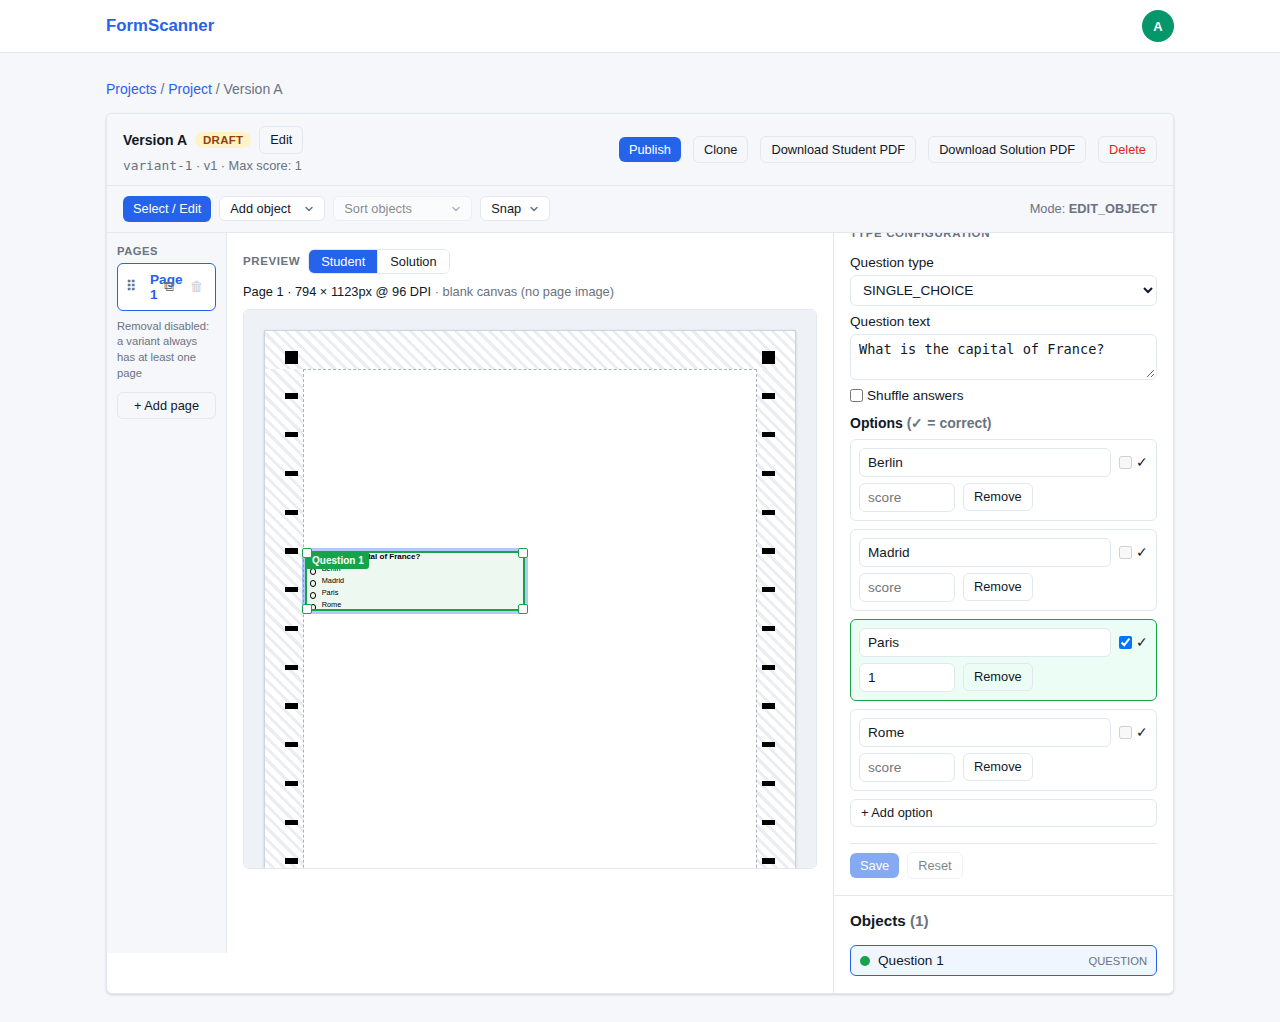 FormScanner
A
Projects / Project / Version A
Version A DRAFT Edit
variant-1 · v1 · Max score: 1
Publish Clone Download Student PDF Download Solution PDF Delete
Select / Edit Add object Sort objects Snap
Mode: EDIT_OBJECT
PAGES
Page 1
Removal disabled:
a variant always
has at least one
page
+ Add page
PREVIEW Student Solution
Page 1 · 794 × 1123px @ 96 DPI · blank canvas (no page image)
Question 1 tal of France?
Berlin
Madrid
Paris
Rome
TYPE CONFIGURATION
Question type
SINGLE_CHOICE
Question text
What is the capital of France?
Shuffle answers
Options (✓ = correct)
Berlin ✓
score Remove
Madrid ✓
score Remove
Paris ✓
1 Remove
Rome ✓
score Remove
+ Add option
Save Reset
Objects (1)
Question 1 QUESTION